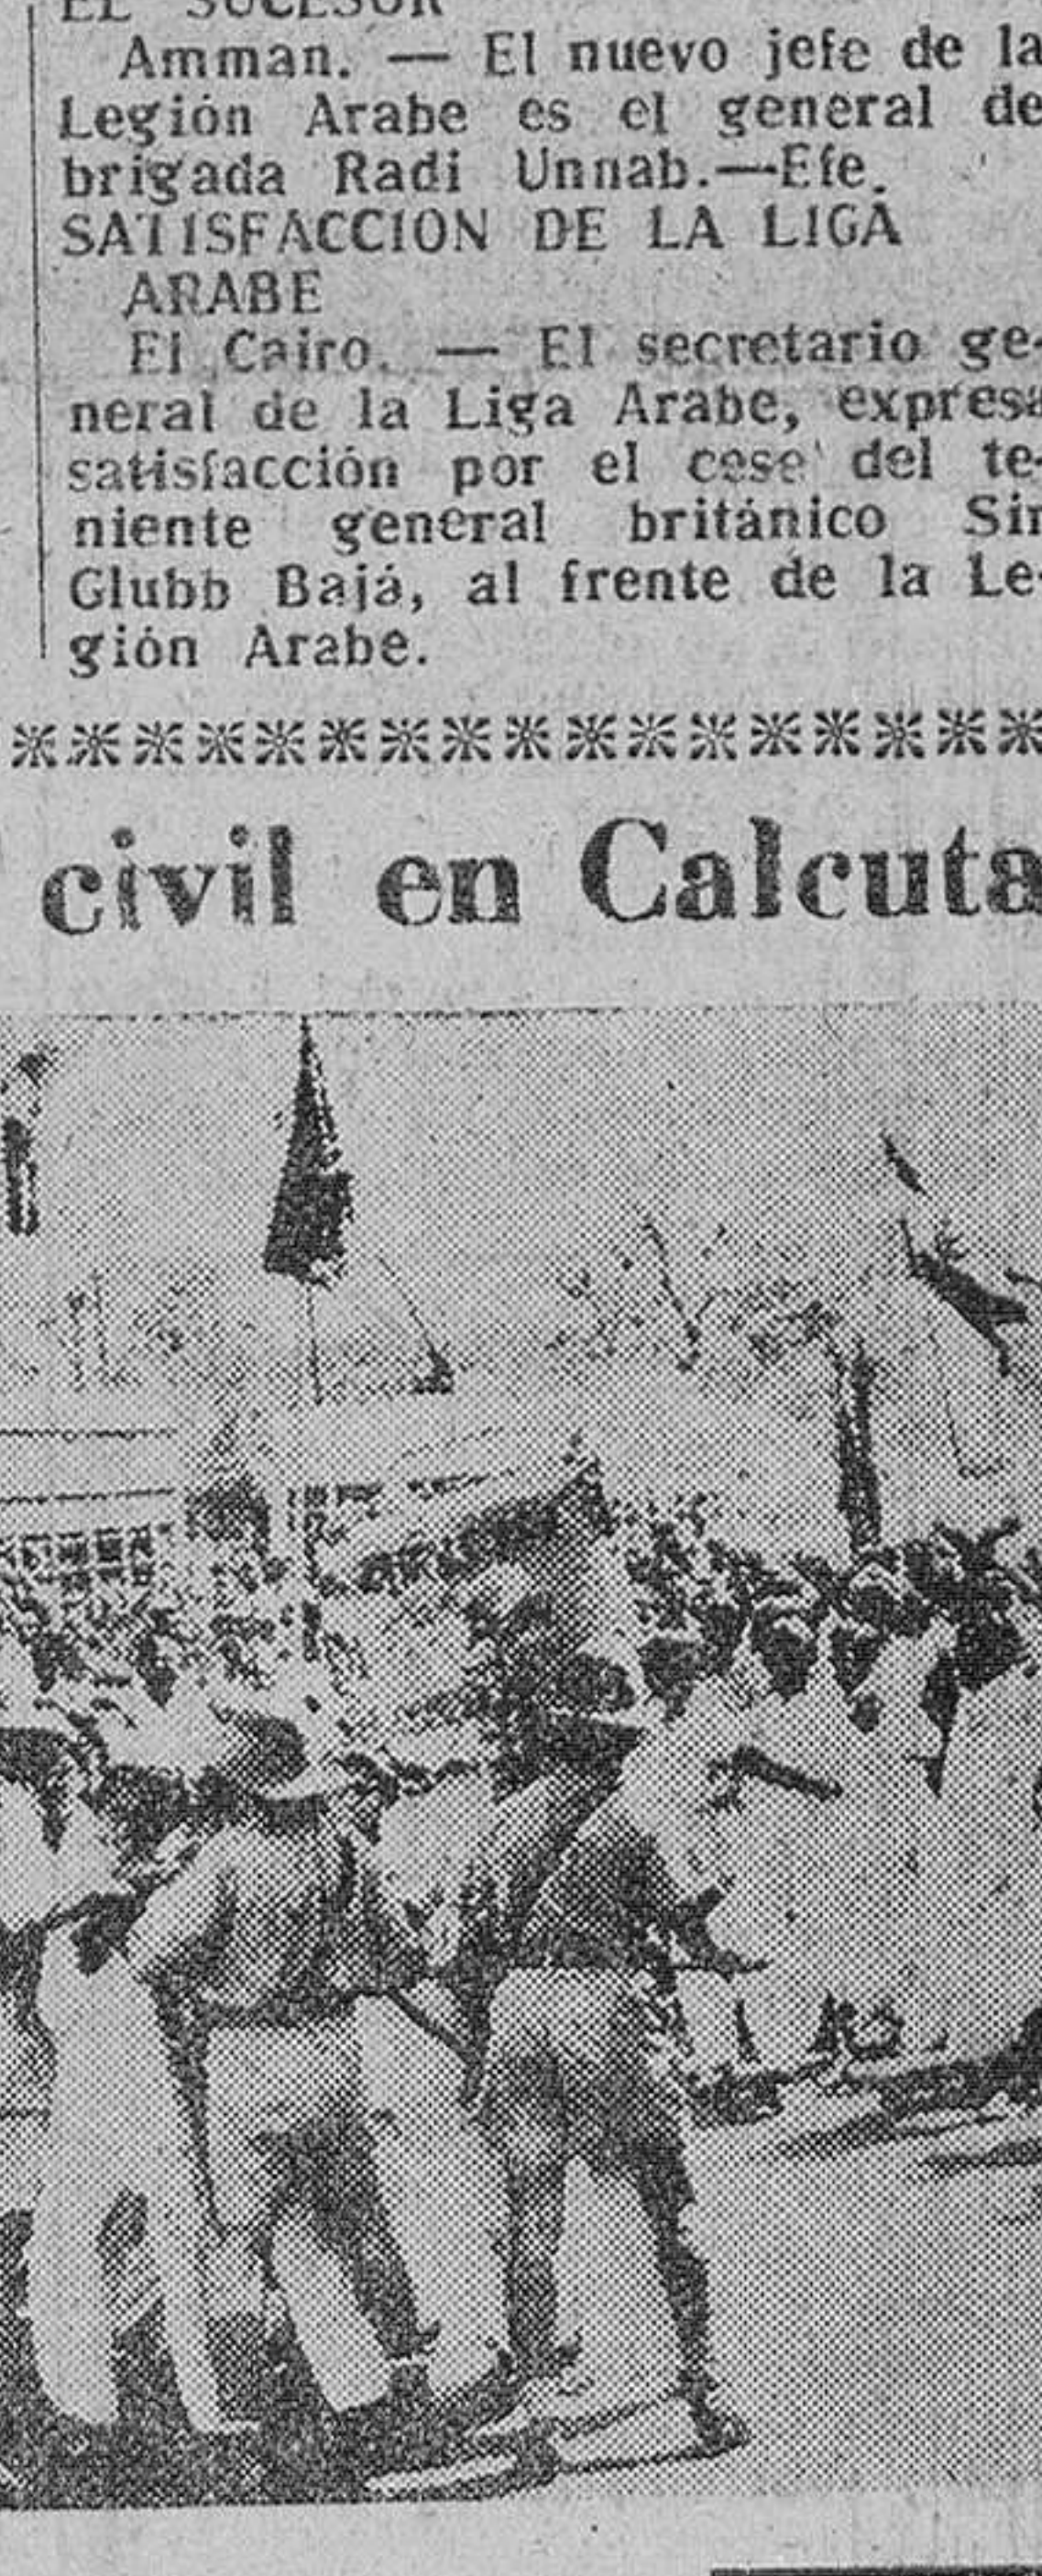 EL SUCESOR
Amman. — El nuevo jefe de la
Legión Arabe es el general de
brigada Radi Unnab.—Efe.
SATISFACCION DE LA LIGA
ARABE
El Cairo. — El secretario ge-
neral de la Liga Arabe, expresa
satisfacción por el cese del te-
niente general británico Sir
Glubb Bajá, al frente de la Le-
gión Arabe.
civil en Calcuta